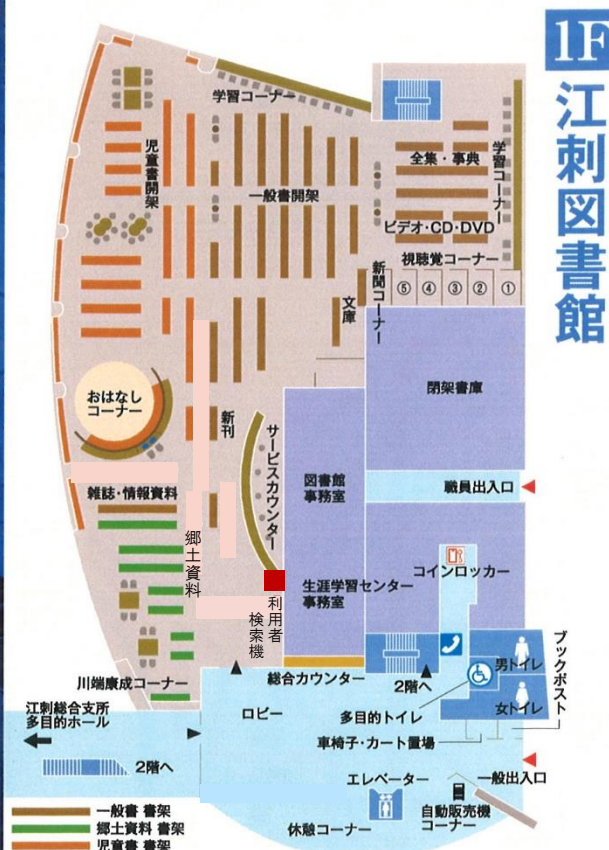 1F
江刺図書館
学習コーナー
児童書開架
一般書開架
全集・事典
学習コーナー
ビデオ・CD・DVD
視聴覚コーナー
新聞コーナー
⑤ ④ ③ ② ①
文庫
おはなし
コーナー
新刊
サービスカウンター
閉架書庫
図書館
事務室
職員出入口
雑誌・情報資料
郷土資料
コインロッカー
生涯学習センター
事務室
利用者
検索機
ブックポスト
男トイレ
女トイレ
川端康成コーナー
総合カウンター
2階へ
江刺総合支所
多目的ホール
ロビー
多目的トイレ
車椅子・カート置場
2階へ
エレベーター
一般出入口
自動販売機
コーナー
休憩コーナー
一般書 書架
郷土資料 書架
児童書 書架